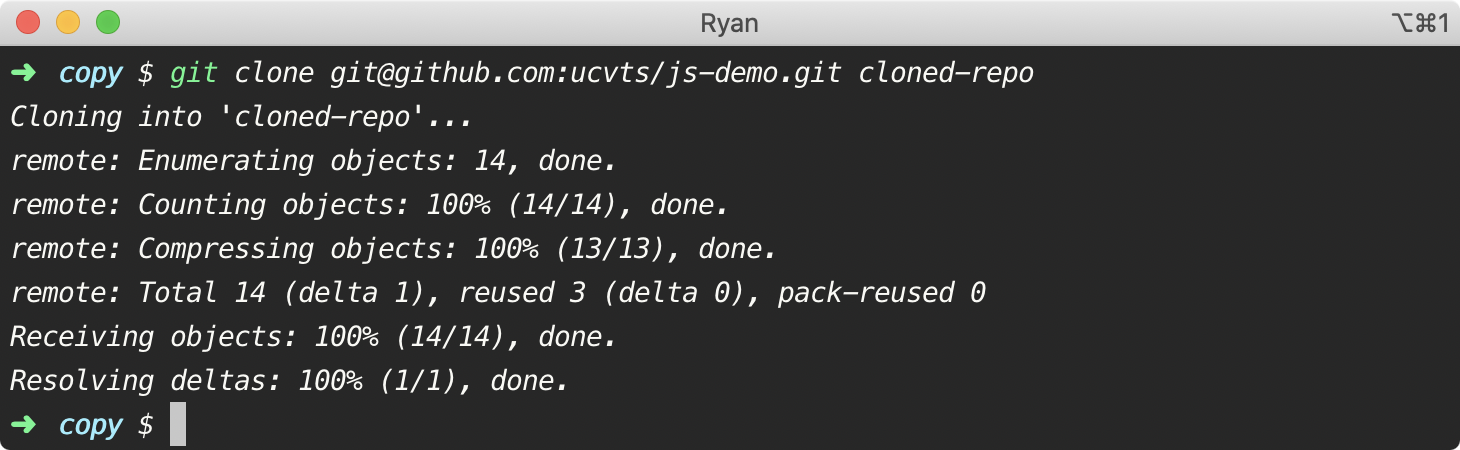 Ryan ⌥⌘1
➜ copy $ git clone git@github.com:ucvts/js-demo.git cloned-repo
Cloning into 'cloned-repo'...
remote: Enumerating objects: 14, done.
remote: Counting objects: 100% (14/14), done.
remote: Compressing objects: 100% (13/13), done.
remote: Total 14 (delta 1), reused 3 (delta 0), pack-reused 0
Receiving objects: 100% (14/14), done.
Resolving deltas: 100% (1/1), done.
➜ copy $